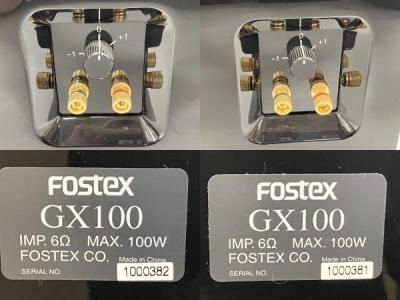 0
-1 +1
0
-1 +1
FOSTEX
GX100
IMP. 6Ω MAX. 100W
FOSTEX CO. Made in China
SERIAL NO. 1000382
FOSTEX
GX100
IMP. 6Ω MAX. 100W
FOSTEX CO. Made in China
SERIAL NO. 1000381